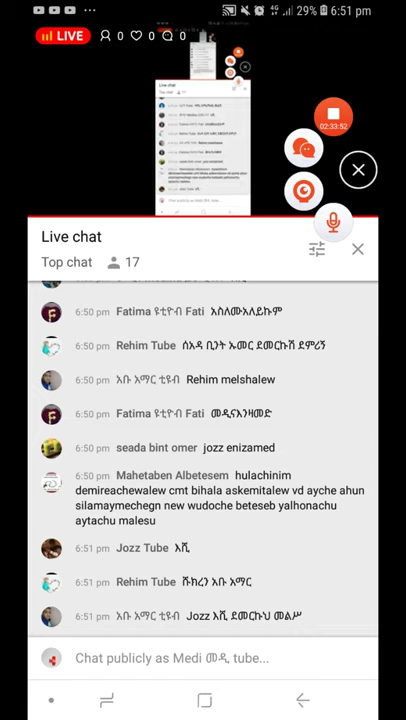 29% 6:51 pm
LIVE 0 0 0
02:33:52
Live chat
Top chat 17
6:50 pm Fatima ዩቲዮብ Fati አስለሙአለይኩም
6:50 pm Rehim Tube ሰአዳ ቢንት ኡመር ደመርኩሽ ደምሪኝ
6:50 pm አቡ አማር ቲዩብ Rehim melshalew
6:50 pm Fatima ዩቲዮብ Fati መዲናእንዛመድ
6:50 pm seada bint omer jozz enizamed
6:50 pm Mahetaben Albetesem hulachinim
demireachewalew cmt bihala askemitalew vd ayche ahun
silamaymechegn new wudoche beteseb yalhonachu
aytachu malesu
6:51 pm Jozz Tube እሺ
6:51 pm Rehim Tube ሹክረን አቡ አማር
6:51 pm አቡ አማር ቲዩብ Jozz እሺ ደመርኩህ መልሥ
Chat publicly as Medi መዲ tube...